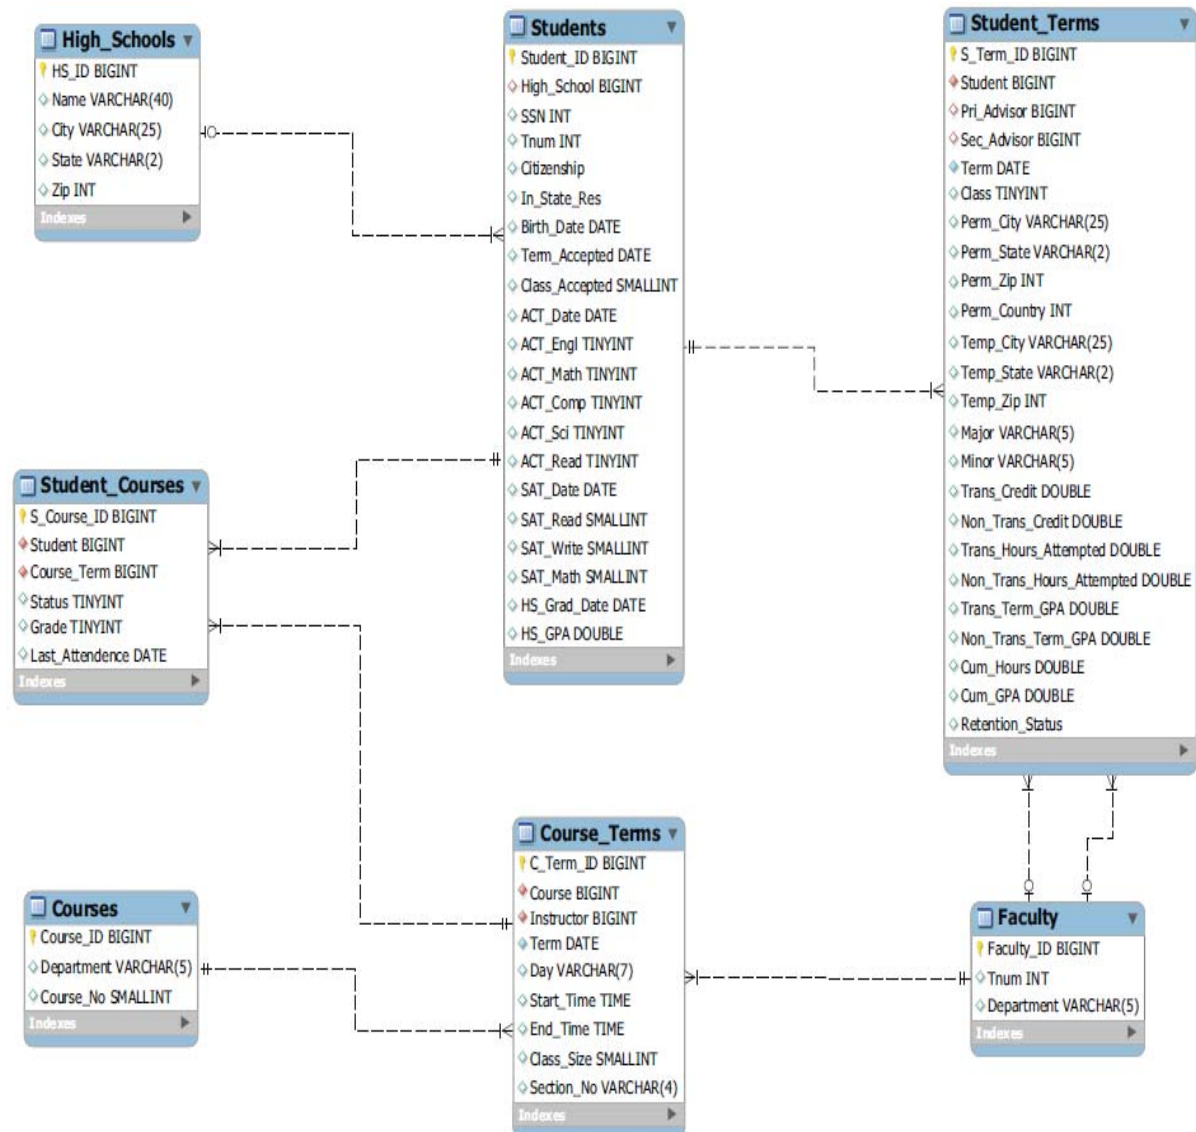 High_Schools
HS_ID BIGINT
Name VARCHAR(40)
City VARCHAR(25)
State VARCHAR(2)
Zip INT
Indexes
Students
Student_ID BIGINT
High_School BIGINT
SSN INT
Tnum INT
Citizenship
In_State_Res
Birth_Date DATE
Term_Accepted DATE
Class_Accepted SMALLINT
ACT_Date DATE
ACT_Engl TINYINT
ACT_Math TINYINT
ACT_Comp TINYINT
ACT_Sci TINYINT
ACT_Read TINYINT
SAT_Date DATE
SAT_Read SMALLINT
SAT_Write SMALLINT
SAT_Math SMALLINT
HS_Grad_Date DATE
HS_GPA DOUBLE
Indexes
Student_Terms
S_Term_ID BIGINT
Student BIGINT
Pri_Advisor BIGINT
Sec_Advisor BIGINT
Term DATE
Class TINYINT
Perm_City VARCHAR(25)
Perm_State VARCHAR(2)
Perm_Zip INT
Perm_Country INT
Temp_City VARCHAR(25)
Temp_State VARCHAR(2)
Temp_Zip INT
Major VARCHAR(5)
Minor VARCHAR(5)
Trans_Credit DOUBLE
Non_Trans_Credit DOUBLE
Trans_Hours_Attempted DOUBLE
Non_Trans_Hours_Attempted DOUBLE
Trans_Term_GPA DOUBLE
Non_Trans_Term_GPA DOUBLE
Cum_Hours DOUBLE
Cum_GPA DOUBLE
Retention_Status
Indexes
Student_Courses
S_Course_ID BIGINT
Student BIGINT
Course_Term BIGINT
Status TINYINT
Grade TINYINT
Last_Attendence DATE
Indexes
Courses
Course_ID BIGINT
Department VARCHAR(5)
Course_No SMALLINT
Indexes
Course_Terms
C_Term_ID BIGINT
Course BIGINT
Instructor BIGINT
Term DATE
Day VARCHAR(7)
Start_Time TIME
End_Time TIME
Class_Size SMALLINT
Section_No VARCHAR(4)
Indexes
Faculty
Faculty_ID BIGINT
Tnum INT
Department VARCHAR(5)
Indexes